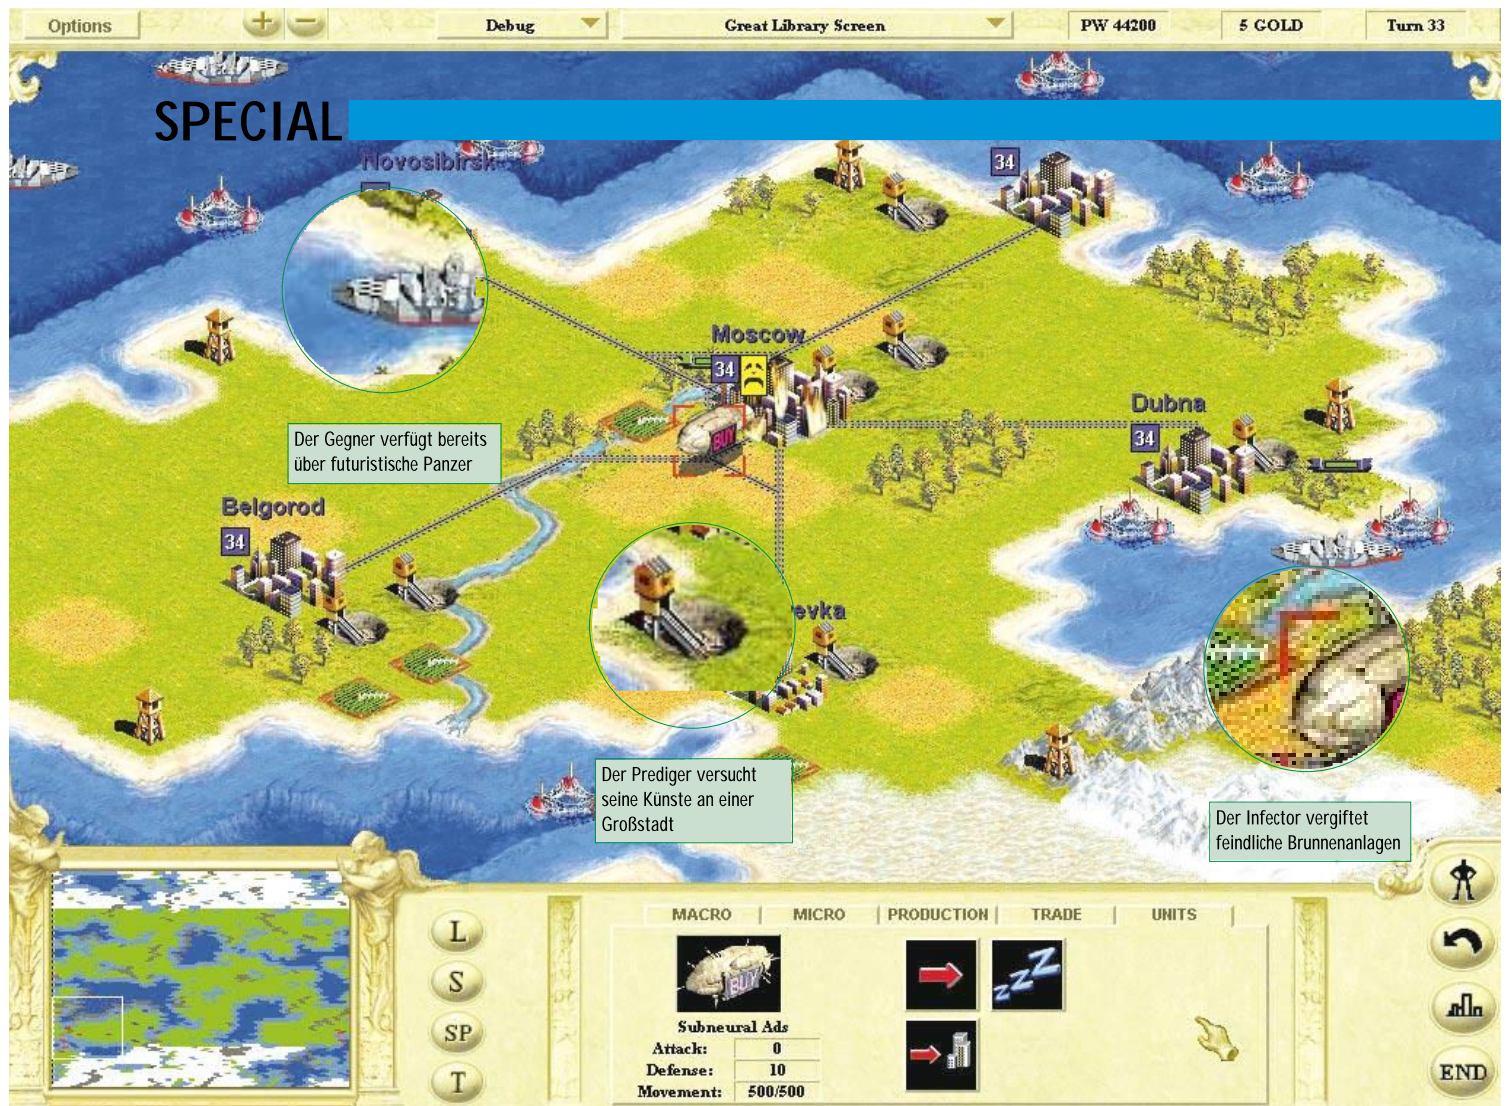 Options
Debug
Great Library Screen
PW 44200
5 GOLD
Turn 33
SPECIAL
Novosibirsk
34
Moscow
34
Dubna
34
BUY
Der Gegner verfügt bereits
über futuristische Panzer
Belgorod
34
evka
Der Prediger versucht
seine Künste an einer
Großstadt
Der Infector vergiftet
feindliche Brunnenanlagen
MACRO
MICRO
PRODUCTION
TRADE
UNITS
L
S
SP
T
BUY
ZZZ
Subneural Ads
Attack: 0
Defense: 10
Movement: 500/500
END